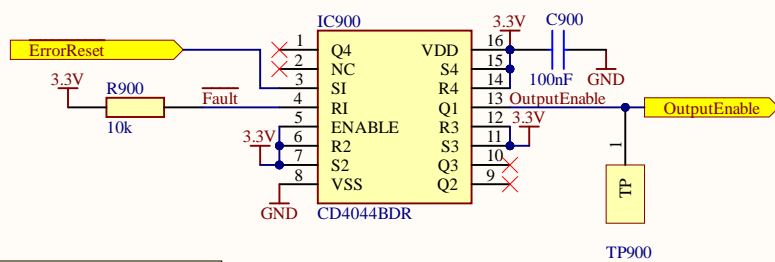 IC900
3.3V
C900
100nF
GND
ErrorReset
3.3V
R900
10k
Fault
1 Q4 VDD 16
2 NC S4 15
3 SI R4 14
4 RI Q1 13 OutputEnable
5 ENABLE R3 12
6 R2 S3 11
7 S2 Q3 10
8 VSS Q2 9
3.3V
3.3V
GND
CD4044BDR
OutputEnable
1
TP
TP900